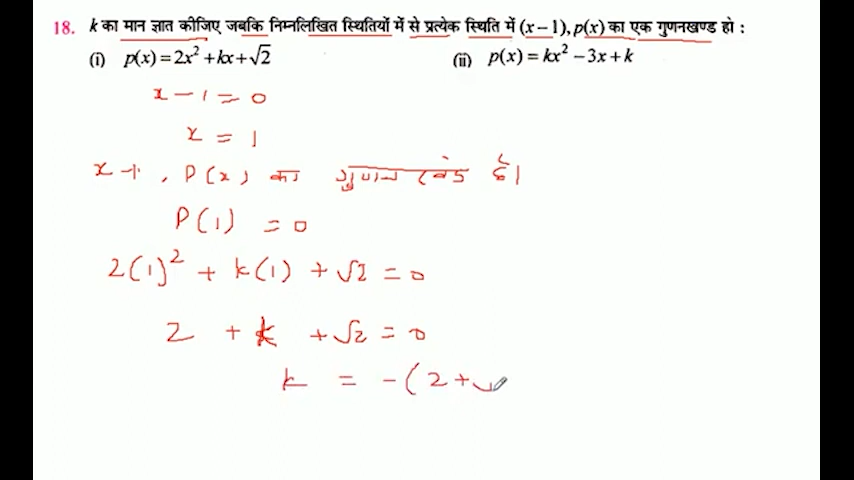 18. k का मान ज्ञात कीजिए जबकि निम्नलिखित स्थितियों में से प्रत्येक स्थिति में (x−1), p(x) का एक गुणनखण्ड हो :
(i) p(x) = 2x² + kx + √2 (ii) p(x) = kx² − 3x + k
x − 1 = 0
x = 1
x − 1, P(x) का गुणनखंड है।
P(1) = 0
2(1)² + k(1) + √2 = 0
2 + k + √2 = 0
k = −(2 + √